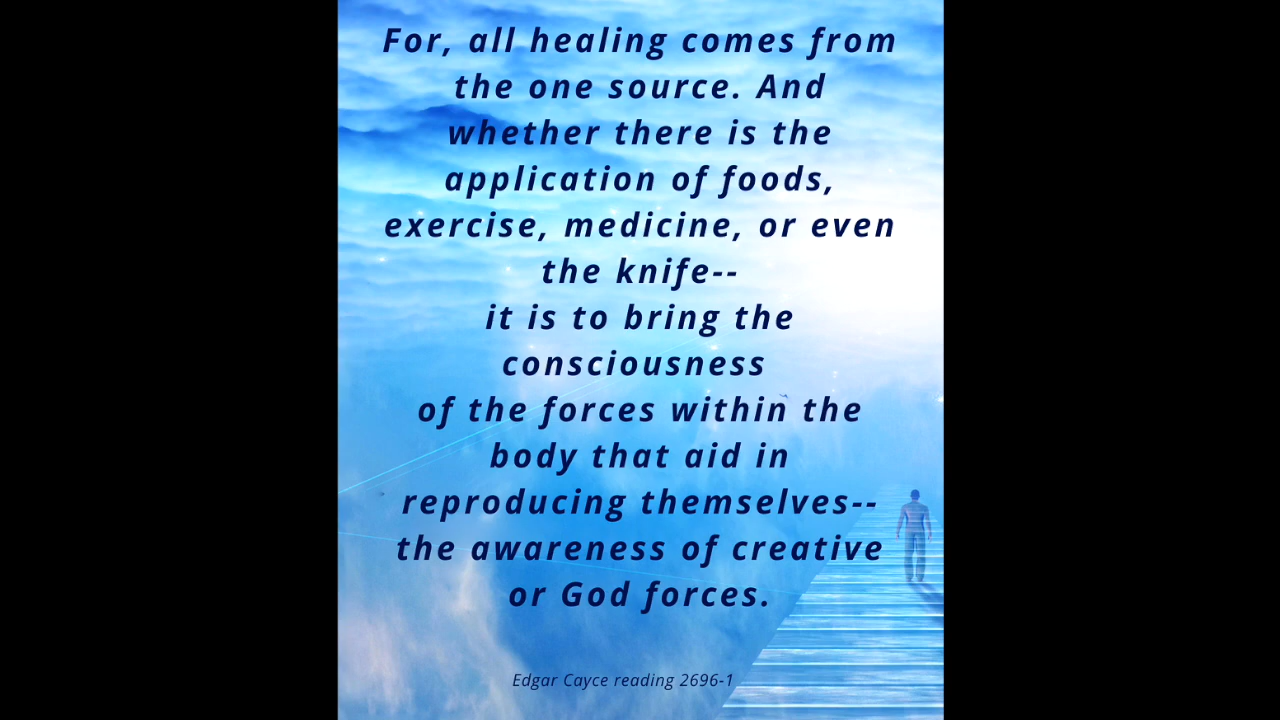 For, all healing comes from
the one source. And
whether there is the
application of foods,
exercise, medicine, or even
the knife--
it is to bring the
consciousness
of the forces within the
body that aid in
reproducing themselves--
the awareness of creative
or God forces.
Edgar Cayce reading 2696-1